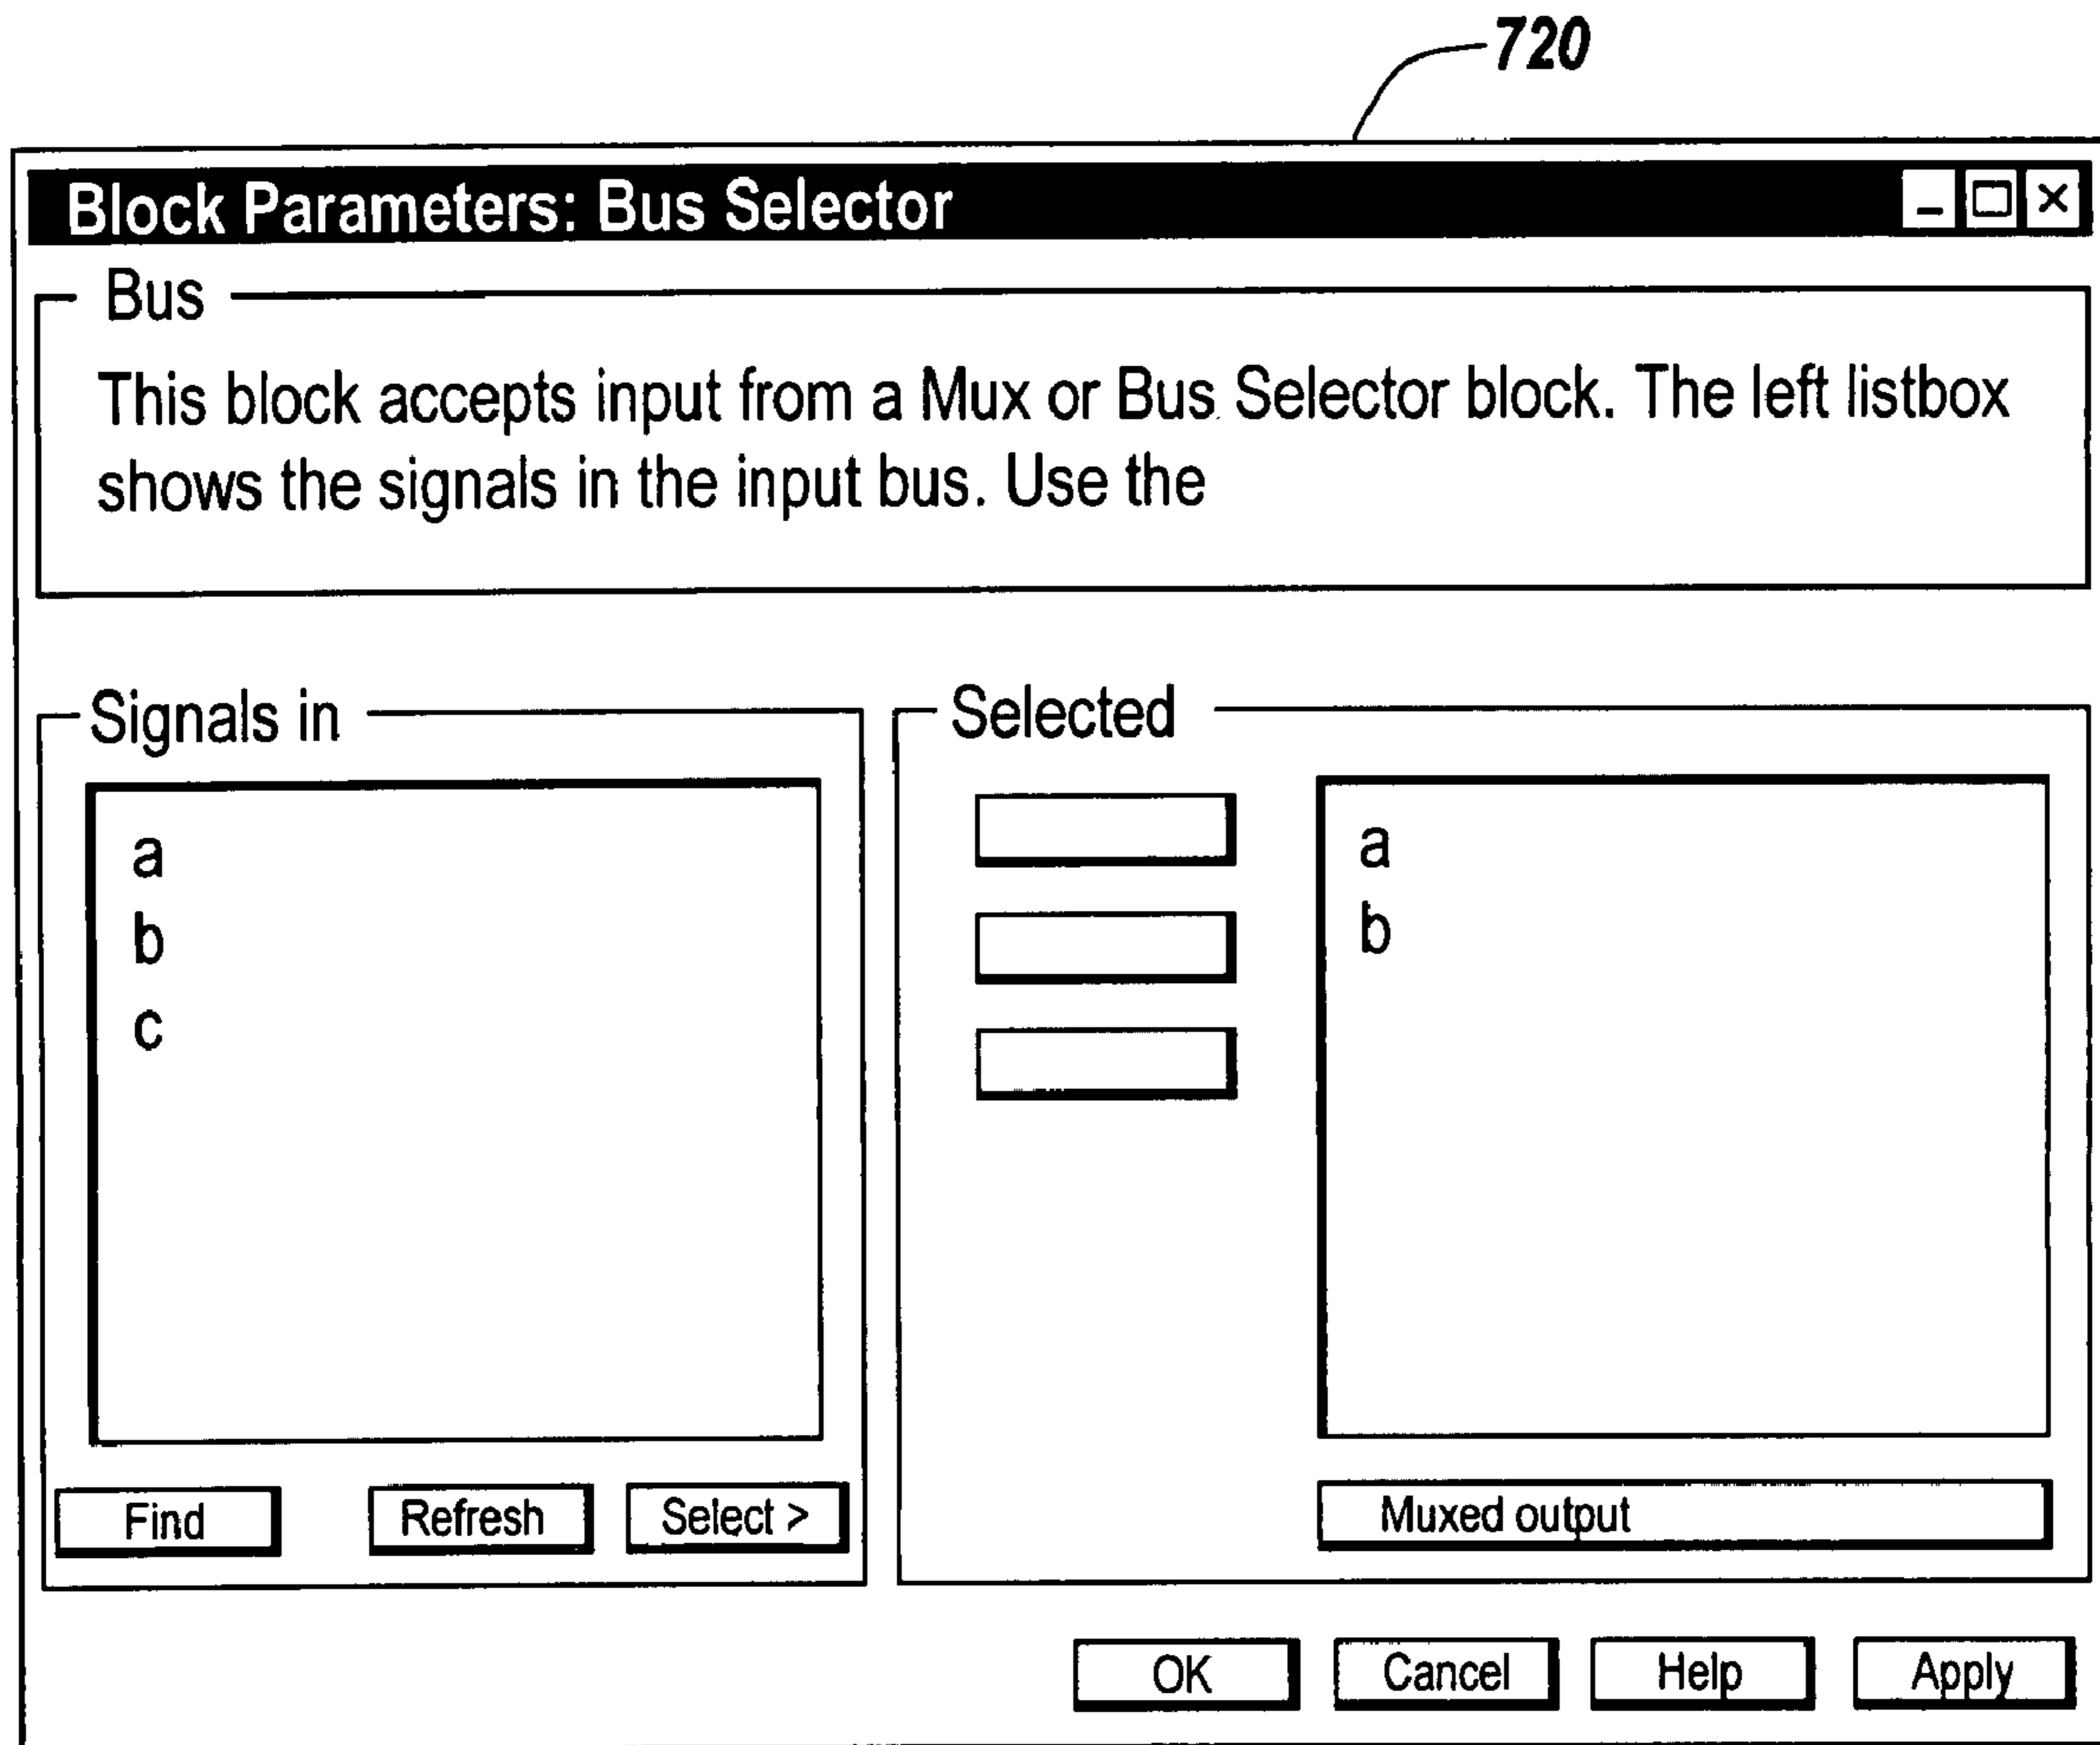 720
Block Parameters: Bus Selector
Bus
This block accepts input from a Mux or Bus Selector block. The left listbox
shows the signals in the input bus. Use the
Signals in
a
b
c
Find
Refresh
Select >
Selected
a
b
Muxed output
OK
Cancel
Help
Apply